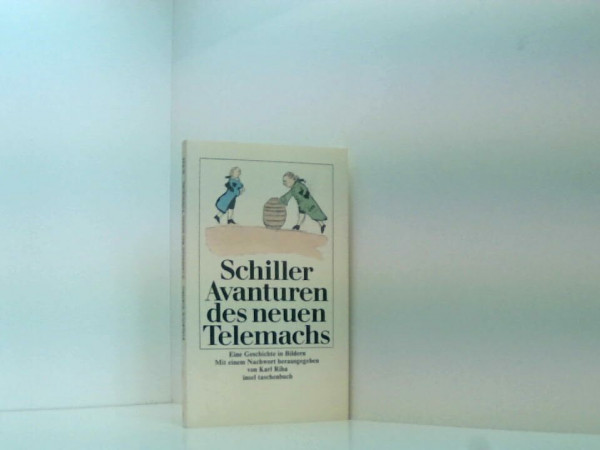 Schiller
Avanturen
des neuen
Telemachs
Eine Geschichte in Bildern
Mit einem Nachwort herausgegeben
von Karl Riha
insel taschenbuch